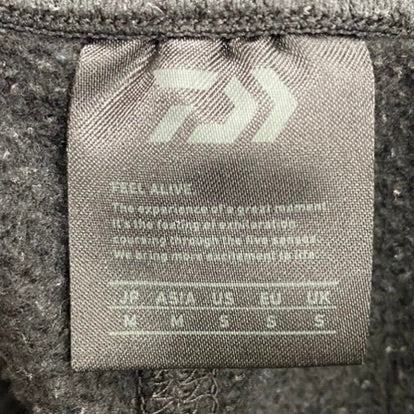 FEEL ALIVE
The experience of a great moment.
It's the feeling of exhilaration
coursing through the five senses.
We bring more excitement to life.
JP ASIA US EU UK
M M S S S